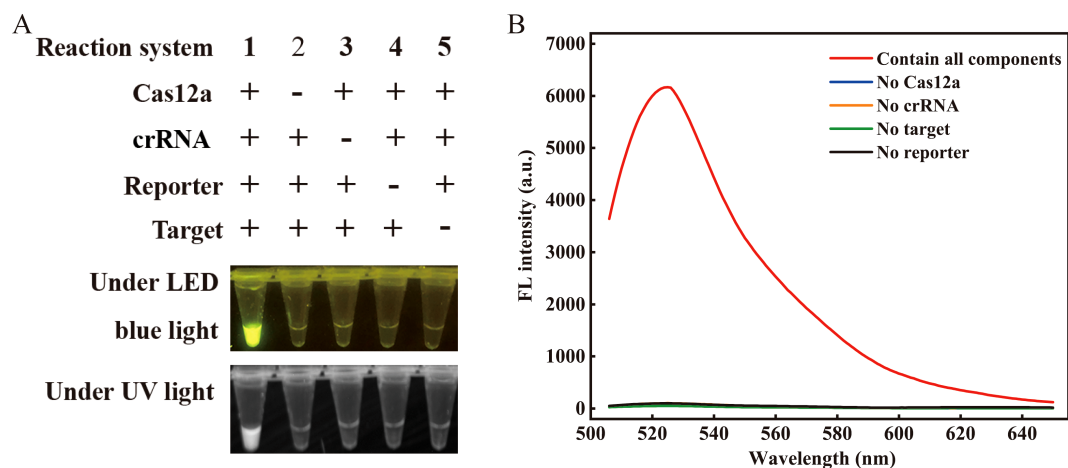 A
Reaction system 1 2 3 4 5
Cas12a + - + + +
crRNA + + - + +
Reporter + + + - +
Target + + + + -
Under LED
blue light
Under UV light
B
7000
6000
5000
4000
3000
2000
1000
0
FL intensity (a.u.)
Contain all components
No Cas12a
No crRNA
No target
No reporter
500 520 540 560 580 600 620 640
Wavelength (nm)